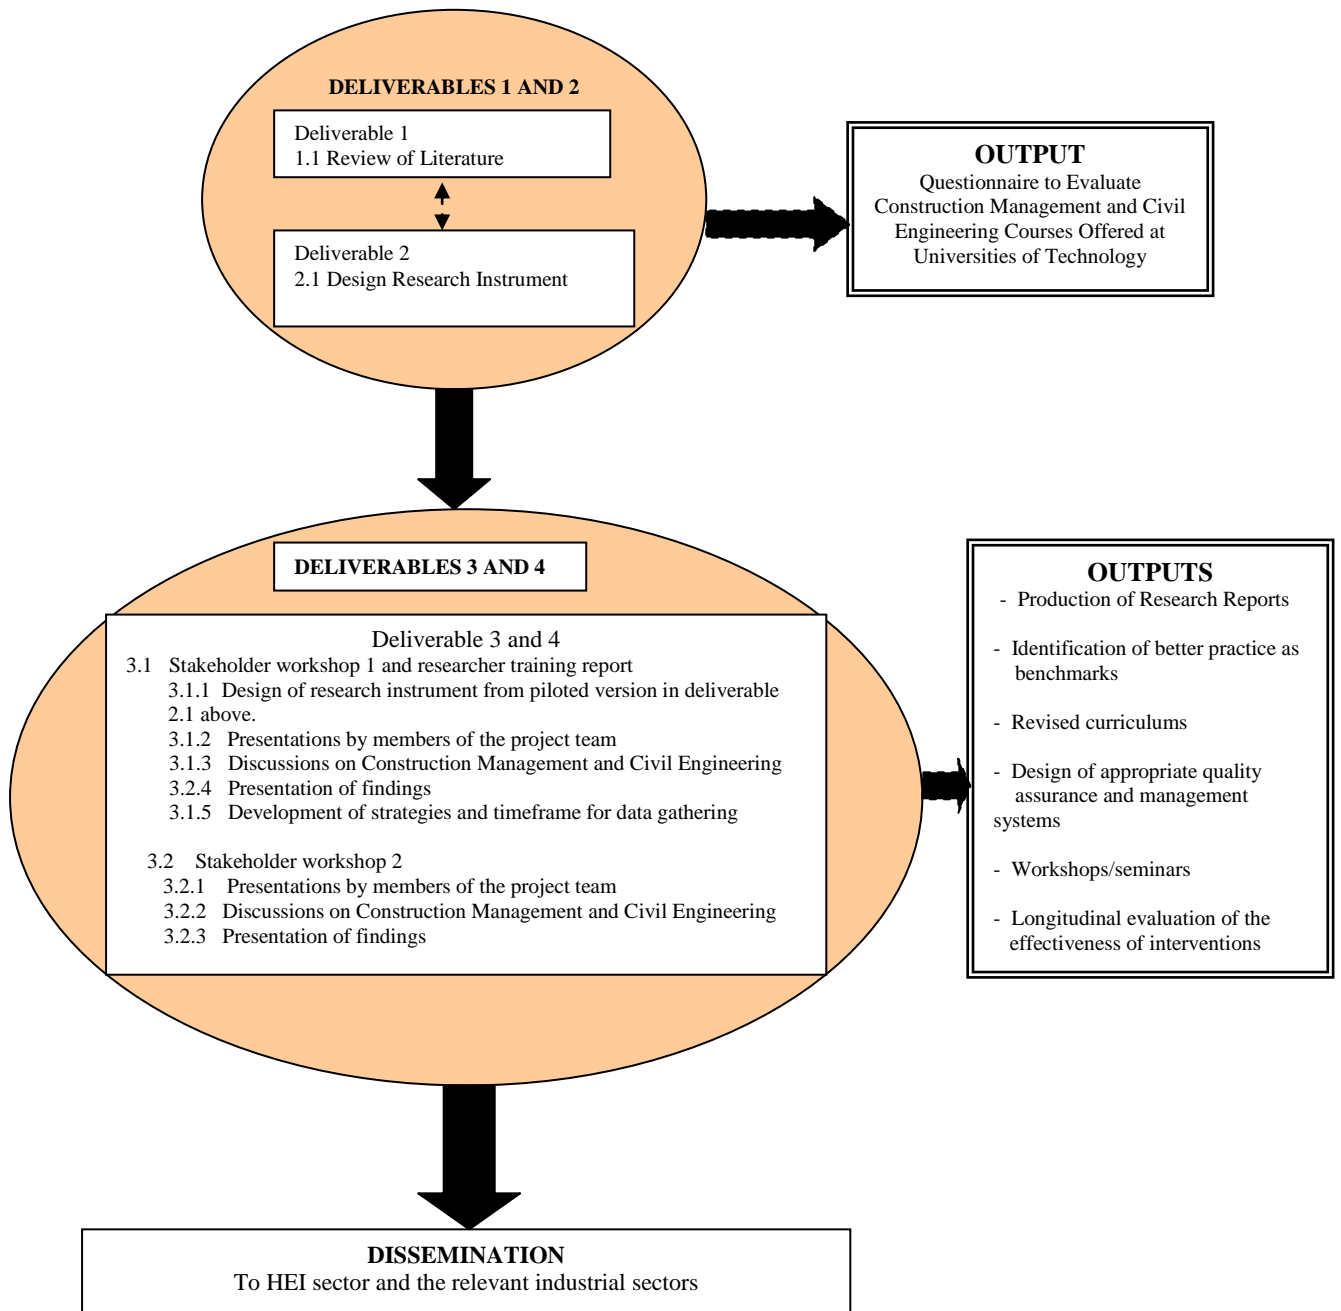 DELIVERABLES 1 AND 2
Deliverable 1
1.1 Review of Literature
Deliverable 2
2.1 Design Research Instrument
OUTPUT
Questionnaire to Evaluate
Construction Management and Civil
Engineering Courses Offered at
Universities of Technology
DELIVERABLES 3 AND 4
Deliverable 3 and 4
3.1 Stakeholder workshop 1 and researcher training report
3.1.1 Design of research instrument from piloted version in deliverable
2.1 above.
3.1.2 Presentations by members of the project team
3.1.3 Discussions on Construction Management and Civil Engineering
3.2.4 Presentation of findings
3.1.5 Development of strategies and timeframe for data gathering
3.2 Stakeholder workshop 2
3.2.1 Presentations by members of the project team
3.2.2 Discussions on Construction Management and Civil Engineering
3.2.3 Presentation of findings
OUTPUTS
- Production of Research Reports
- Identification of better practice as
benchmarks
- Revised curriculums
- Design of appropriate quality
assurance and management
systems
- Workshops/seminars
- Longitudinal evaluation of the
effectiveness of interventions
DISSEMINATION
To HEI sector and the relevant industrial sectors